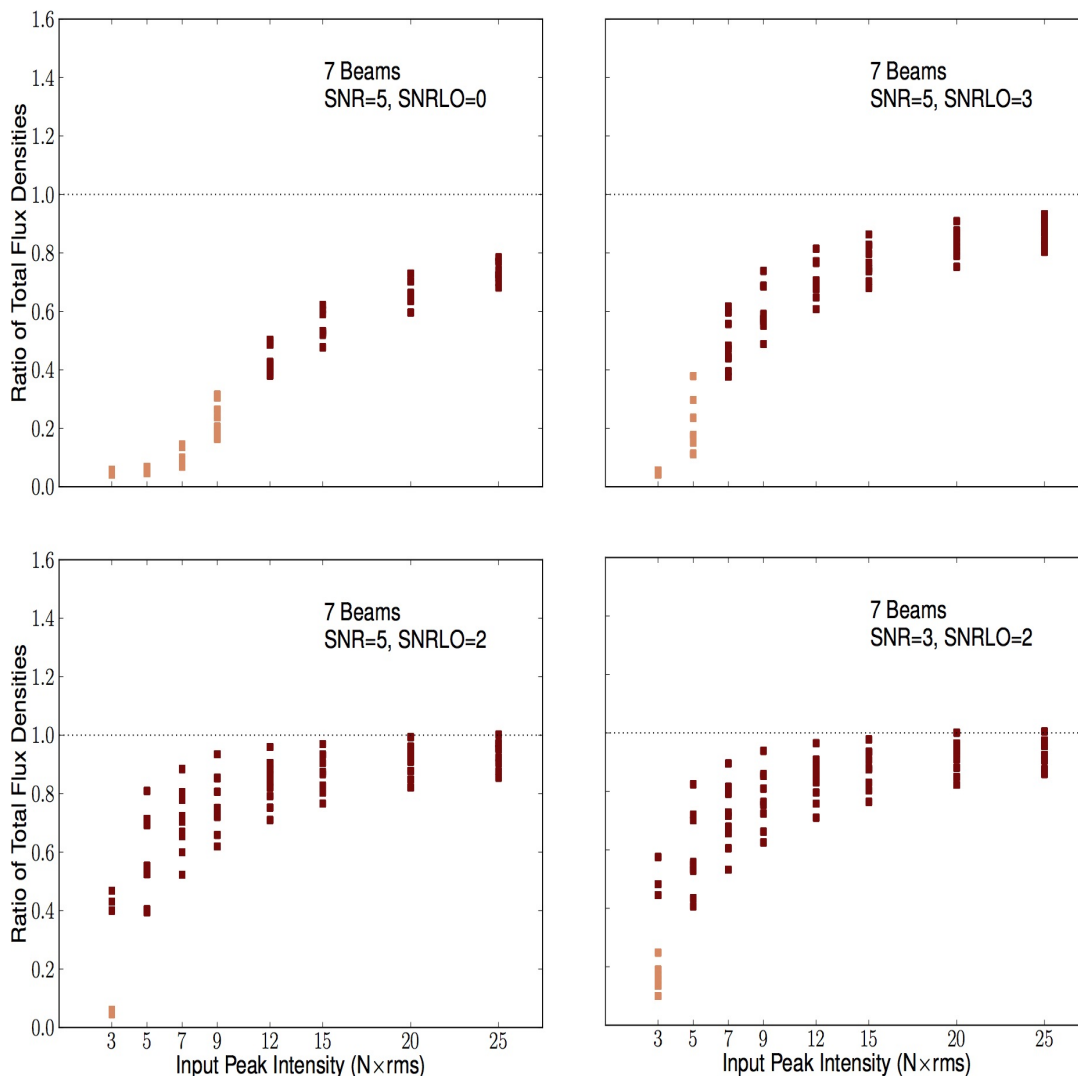 1.6
1.4
1.2
1.0
0.8
0.6
0.4
0.2
0.0
Ratio of Total Flux Densities
7 Beams
SNR=5, SNRLO=0
7 Beams
SNR=5, SNRLO=3
1.6
1.4
1.2
1.0
0.8
0.6
0.4
0.2
0.0
Ratio of Total Flux Densities
7 Beams
SNR=5, SNRLO=2
3 5 7 9 12 15 20 25
Input Peak Intensity (N×rms)
7 Beams
SNR=3, SNRLO=2
3 5 7 9 12 15 20 25
Input Peak Intensity (N×rms)